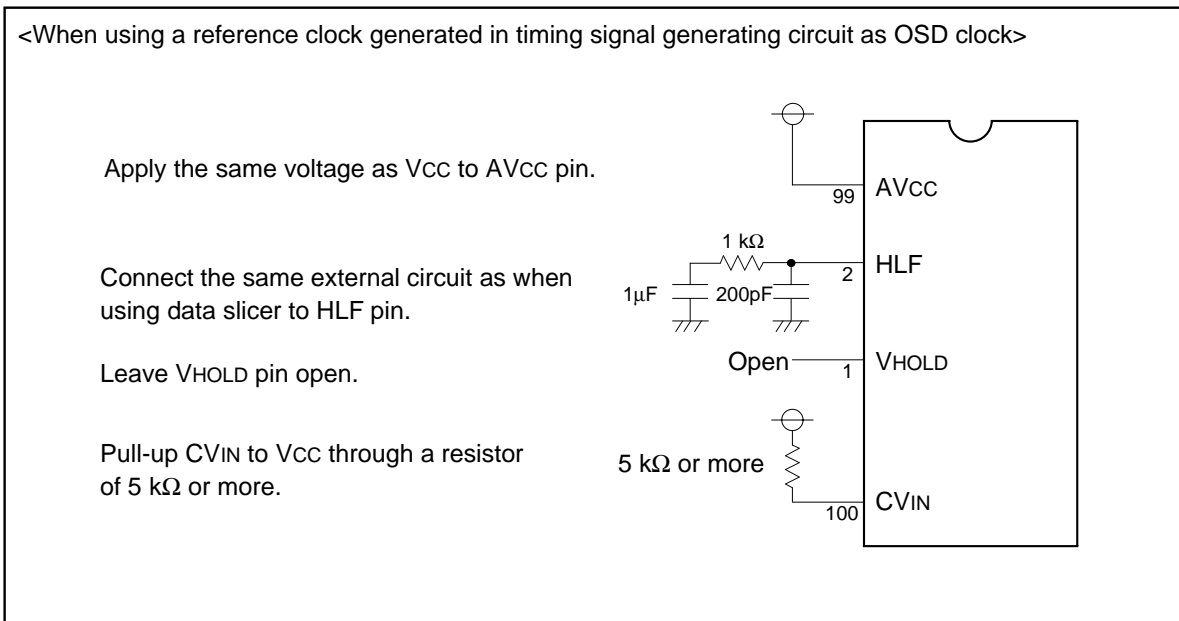 <When using a reference clock generated in timing signal generating circuit as OSD clock>
Apply the same voltage as VCC to AVCC pin.
99
AVCC
Connect the same external circuit as when
using data slicer to HLF pin.
1 kΩ
1μF
200pF
2
HLF
Leave VHOLD pin open.
Open
1
VHOLD
Pull-up CVIN to VCC through a resistor
of 5 kΩ or more.
5 kΩ or more
100
CVIN